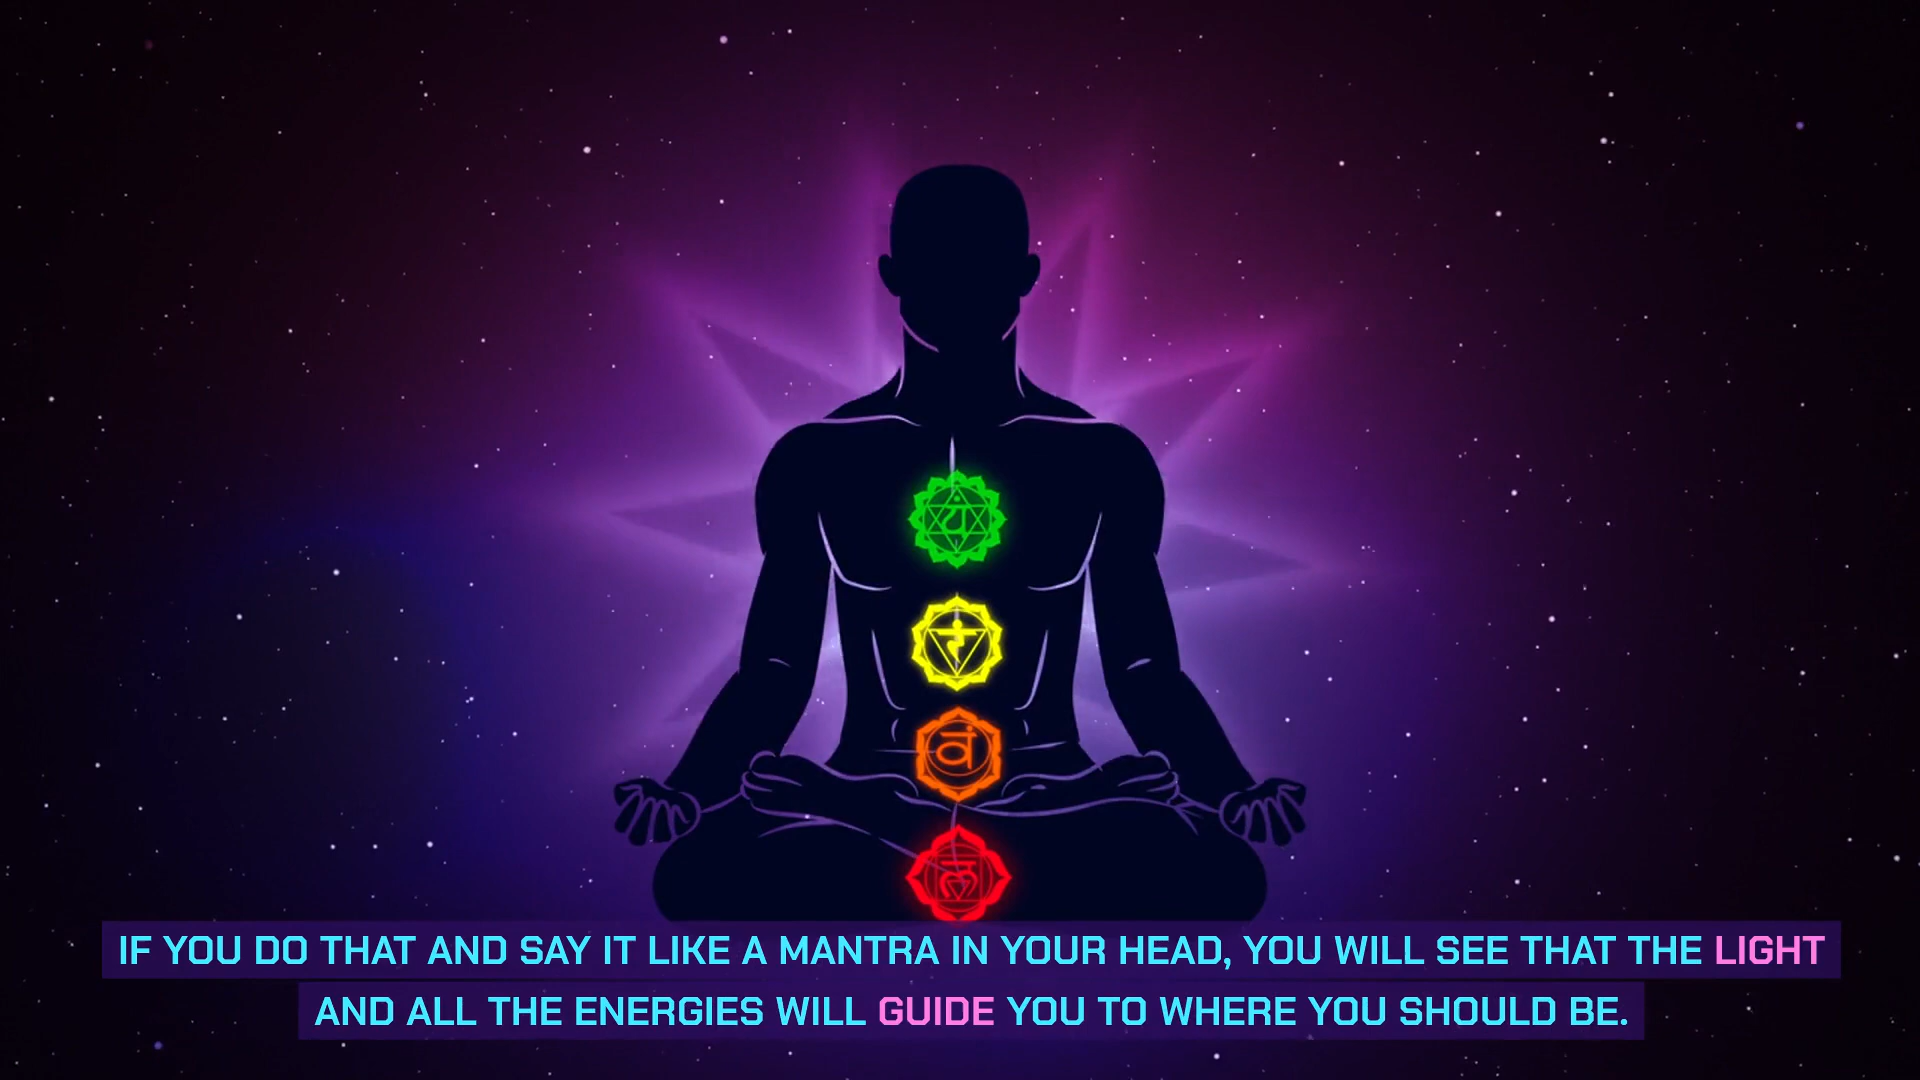 यं
रं
वं
लं
IF YOU DO THAT AND SAY IT LIKE A MANTRA IN YOUR HEAD, YOU WILL SEE THAT THE LIGHT
AND ALL THE ENERGIES WILL GUIDE YOU TO WHERE YOU SHOULD BE.